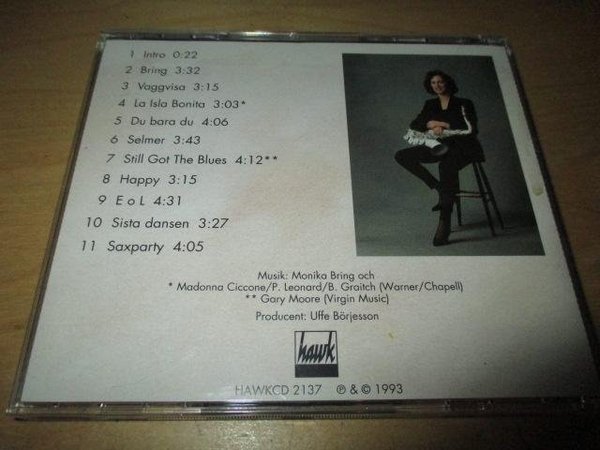 1 Intro 0:22
2 Bring 3:32
3 Vaggvisa 3:15
4 La Isla Bonita 3:03*
5 Du bara du 4:06
6 Selmer 3:43
7 Still Got The Blues 4:12**
8 Happy 3:15
9 E o L 4:31
10 Sista dansen 3:27
11 Saxparty 4:05
Musik: Monika Bring och
* Madonna Ciccone/P. Leonard/B. Graitch (Warner/Chapell)
** Gary Moore (Virgin Music)
Producent: Uffe Börjesson
hawk
HAWKCD 2137 ℗ & © 1993